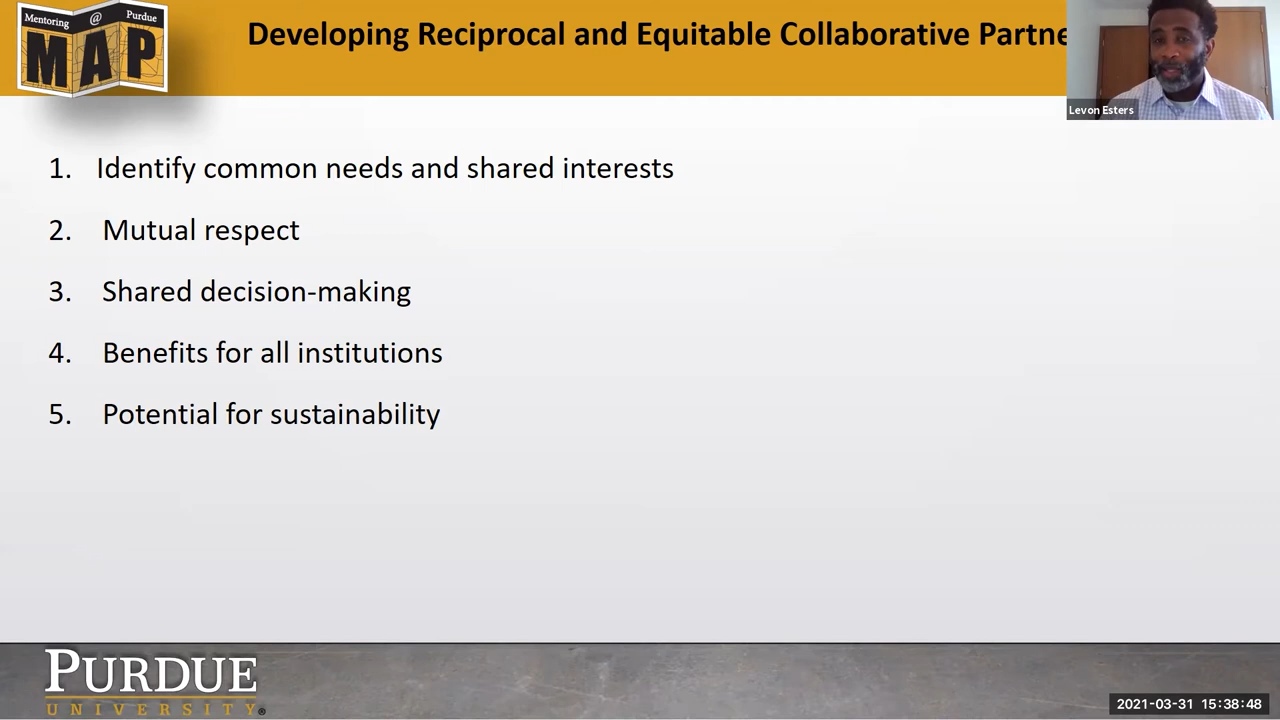 Mentoring @ Purdue
MAP
Developing Reciprocal and Equitable Collaborative Partne
Levon Esters
1. Identify common needs and shared interests
2. Mutual respect
3. Shared decision-making
4. Benefits for all institutions
5. Potential for sustainability
PURDUE
UNIVERSITY®
2021-03-31 15:38:48